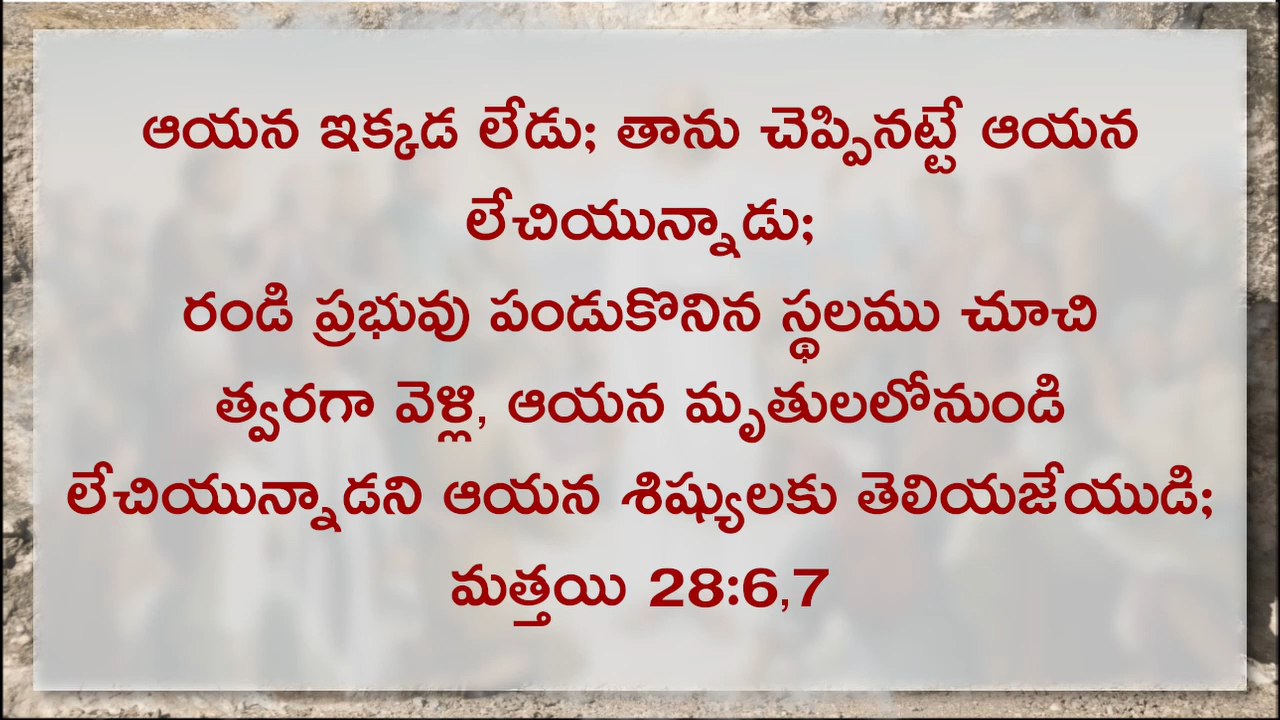 ఆయన ఇక్కడ లేడు; తాను చెప్పినట్టే ఆయన
లేచియున్నాడు;
రండి ప్రభువు పండుకొనిన స్థలము చూచి
త్వరగా వెళ్లి, ఆయన మృతులలోనుండి
లేచియున్నాడని ఆయన శిష్యులకు తెలియజేయుడి;
మత్తయి 28:6,7